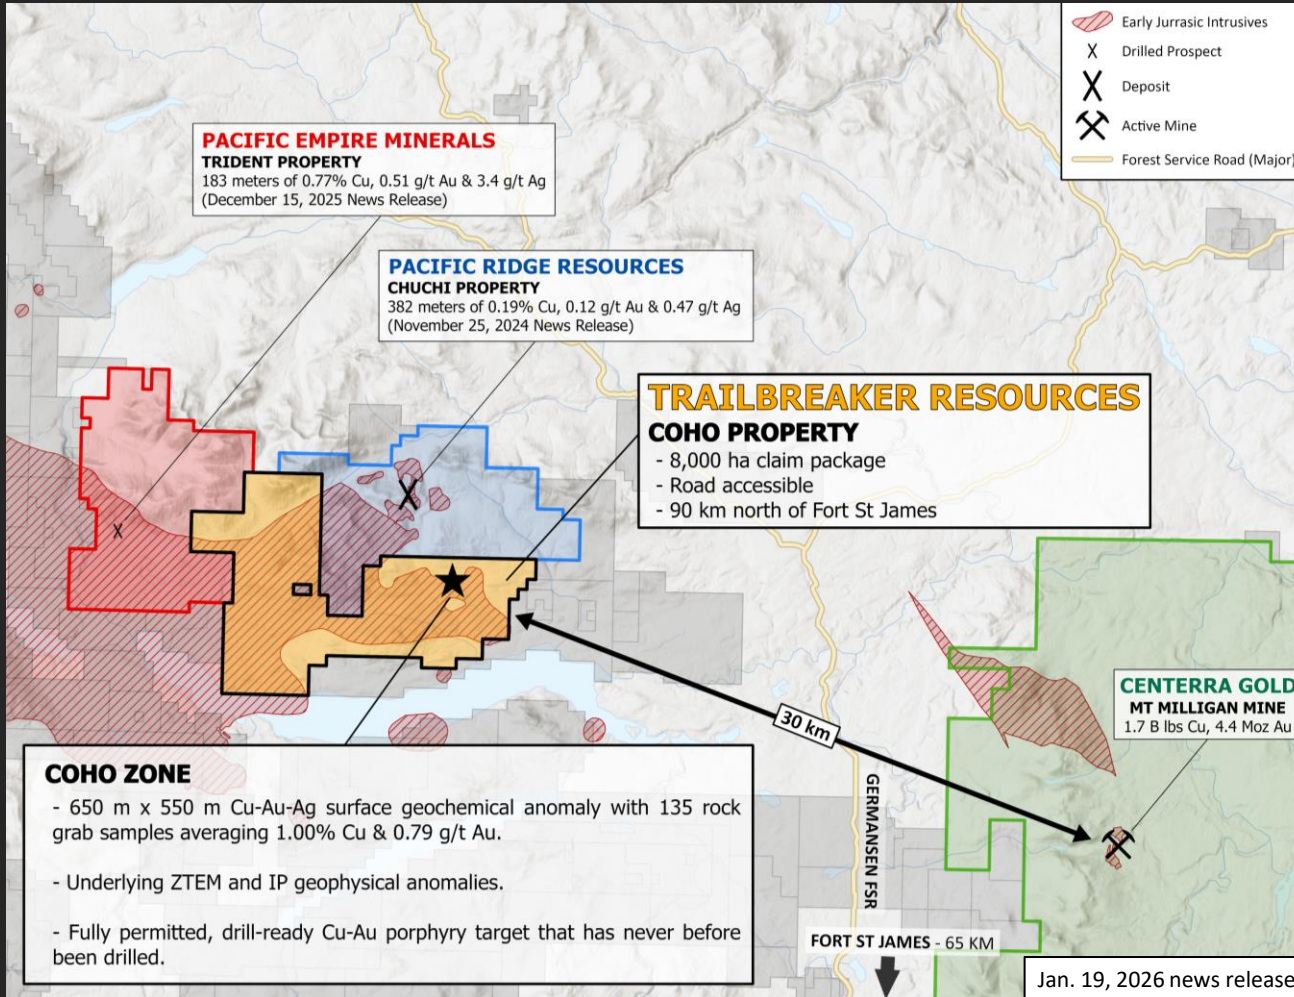 Early Jurrasic Intrusives
Drilled Prospect
Deposit
Active Mine
Forest Service Road (Major)
PACIFIC EMPIRE MINERALS
TRIDENT PROPERTY
183 meters of 0.77% Cu, 0.51 g/t Au & 3.4 g/t Ag
(December 15, 2025 News Release)
PACIFIC RIDGE RESOURCES
CHUCHI PROPERTY
382 meters of 0.19% Cu, 0.12 g/t Au & 0.47 g/t Ag
(November 25, 2024 News Release)
TRAILBREAKER RESOURCES
COHO PROPERTY
- 8,000 ha claim package
- Road accessible
- 90 km north of Fort St James
CENTERRA GOLD
MT MILLIGAN MINE
1.7 B lbs Cu, 4.4 Moz Au
30 km
COHO ZONE
- 650 m x 550 m Cu-Au-Ag surface geochemical anomaly with 135 rock
grab samples averaging 1.00% Cu & 0.79 g/t Au.
- Underlying ZTEM and IP geophysical anomalies.
- Fully permitted, drill-ready Cu-Au porphyry target that has never before
been drilled.
GERMANSEN FSR
FORT ST JAMES - 65 KM
Jan. 19, 2026 news release